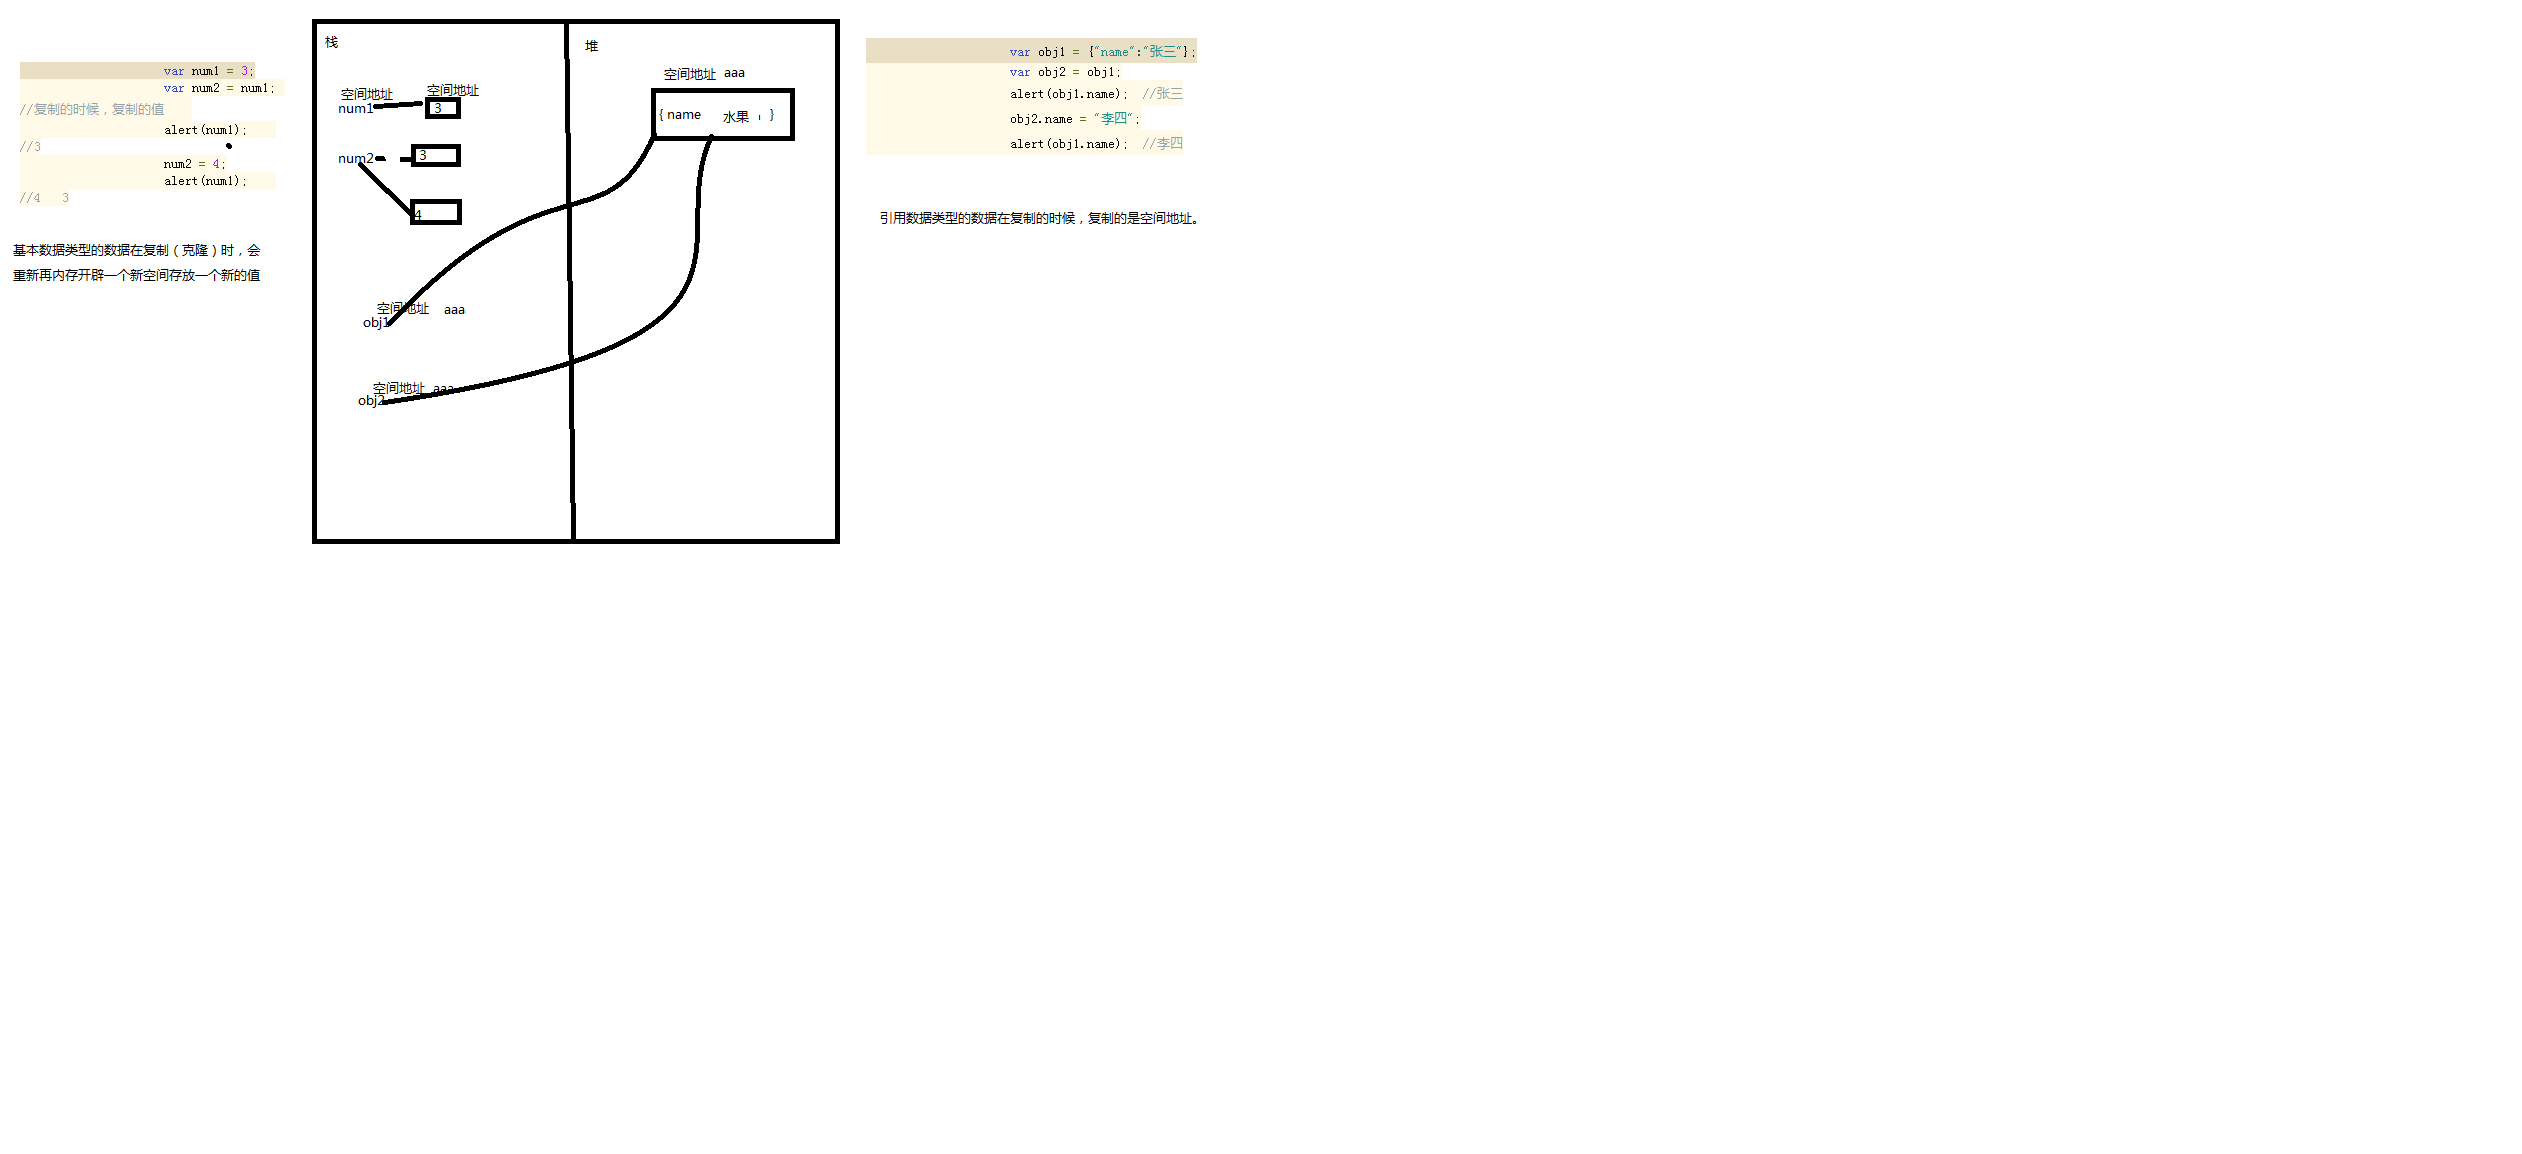 var num1 = 3;
var num2 = num1;
//复制的时候，复制的值
alert(num1);
//3
num2 = 4;
alert(num1);
//4 3
基本数据类型的数据在复制（克隆）时，会
重新再内存开辟一个新空间存放一个新的值
栈
空间地址 空间地址
num1 3
num2 3
4
空间地址 aaa
obj1
空间地址 aaa
obj2
堆
空间地址 aaa
{ name 水果 }
var obj1 = {"name":"张三"};
var obj2 = obj1;
alert(obj1.name); //张三
obj2.name = "李四";
alert(obj1.name); //李四
引用数据类型的数据在复制的时候，复制的是空间地址。